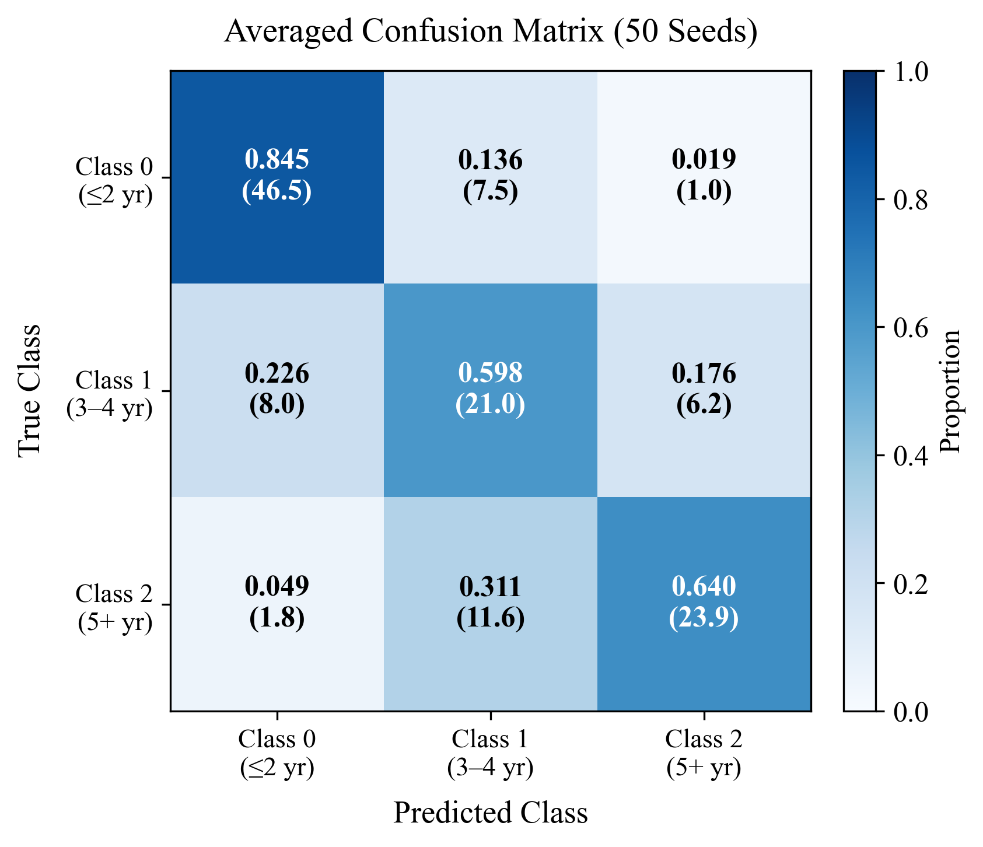 Averaged Confusion Matrix (50 Seeds)
True Class
Class 0
(≤2 yr)
0.845
(46.5)
0.136
(7.5)
0.019
(1.0)
Class 1
(3–4 yr)
0.226
(8.0)
0.598
(21.0)
0.176
(6.2)
Class 2
(5+ yr)
0.049
(1.8)
0.311
(11.6)
0.640
(23.9)
Class 0
(≤2 yr)
Class 1
(3–4 yr)
Class 2
(5+ yr)
Predicted Class
1.0
0.8
0.6
0.4
0.2
0.0
Proportion